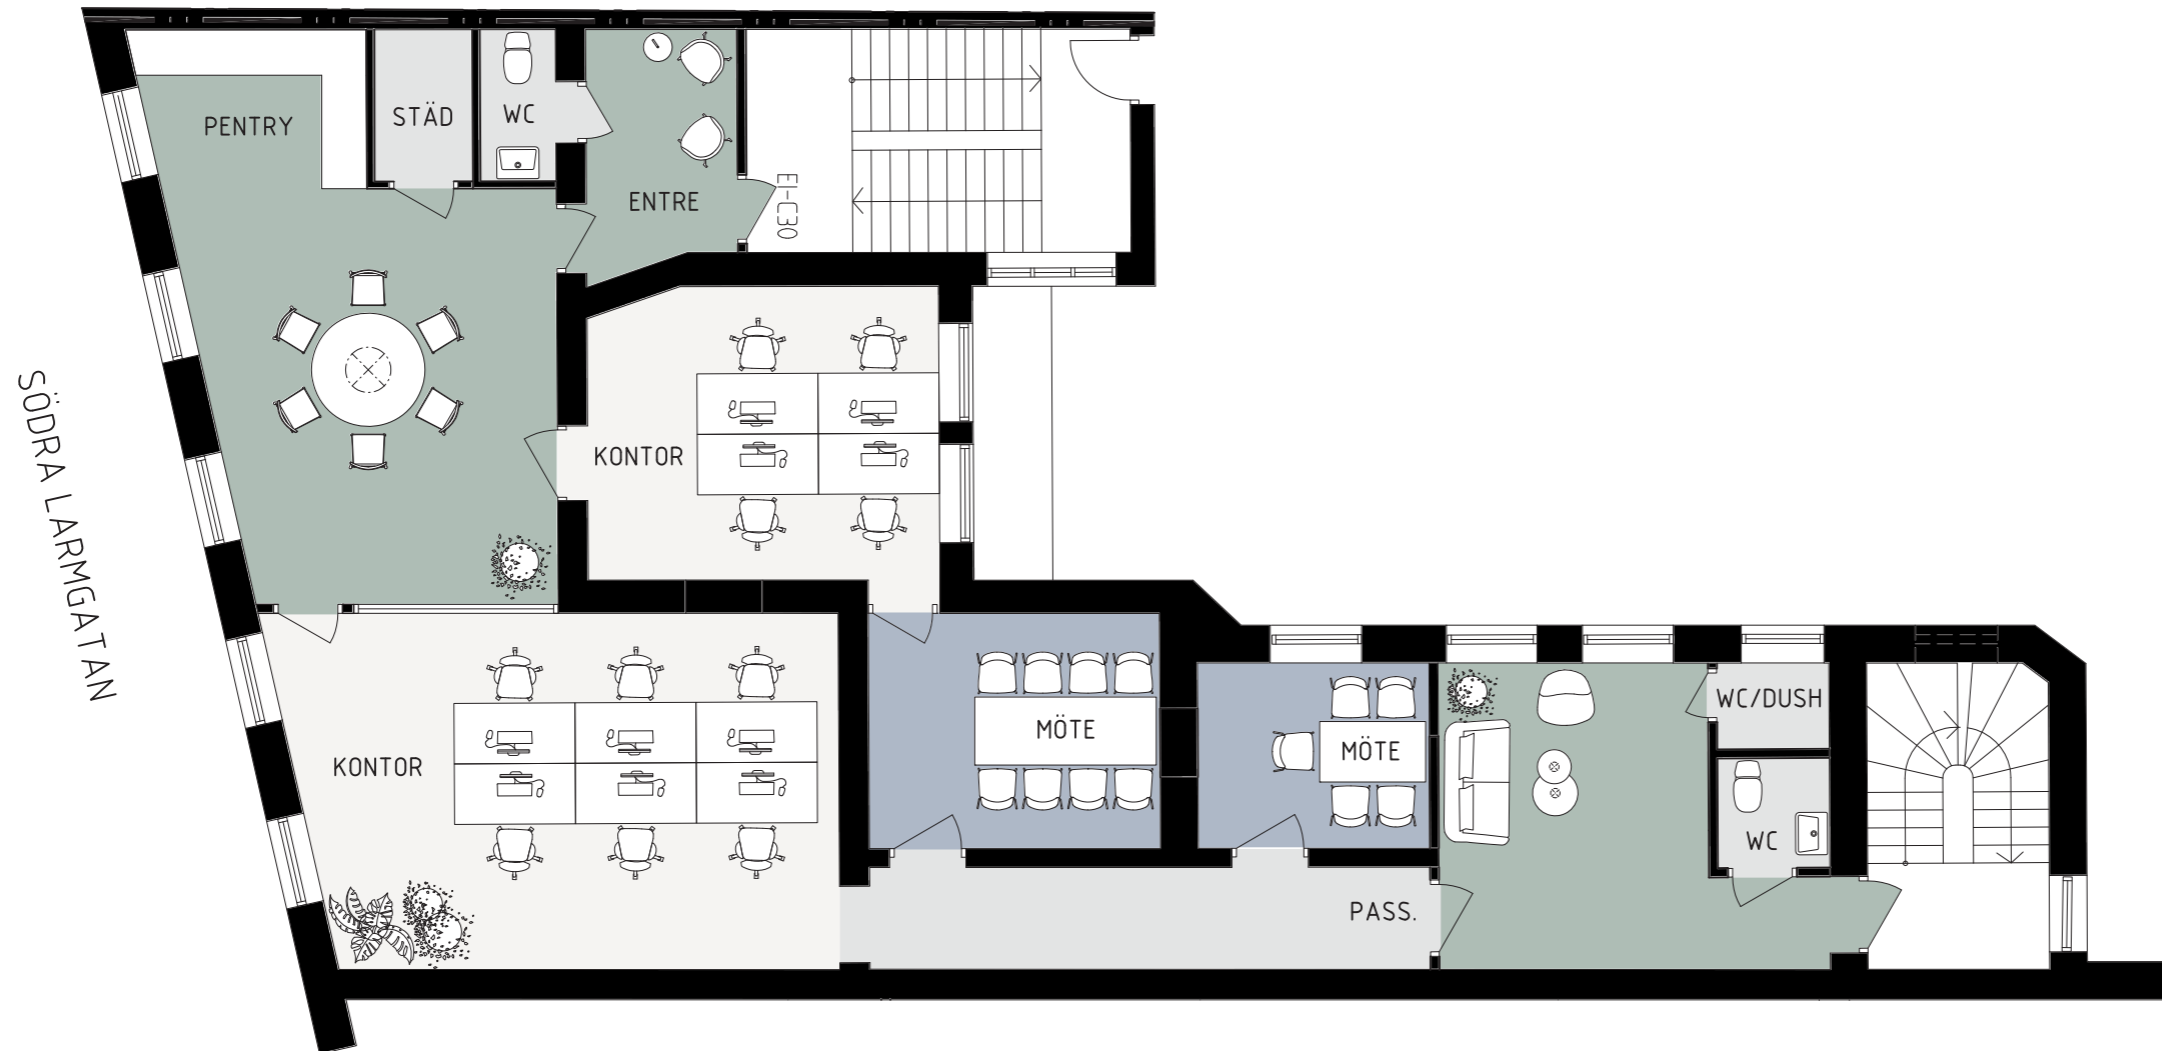 PENTRY
STÄD
WC
ENTRE
EI-C30
SÖDRA LARMGATAN
KONTOR
KONTOR
MÖTE
MÖTE
WC/DUSH
WC
PASS.